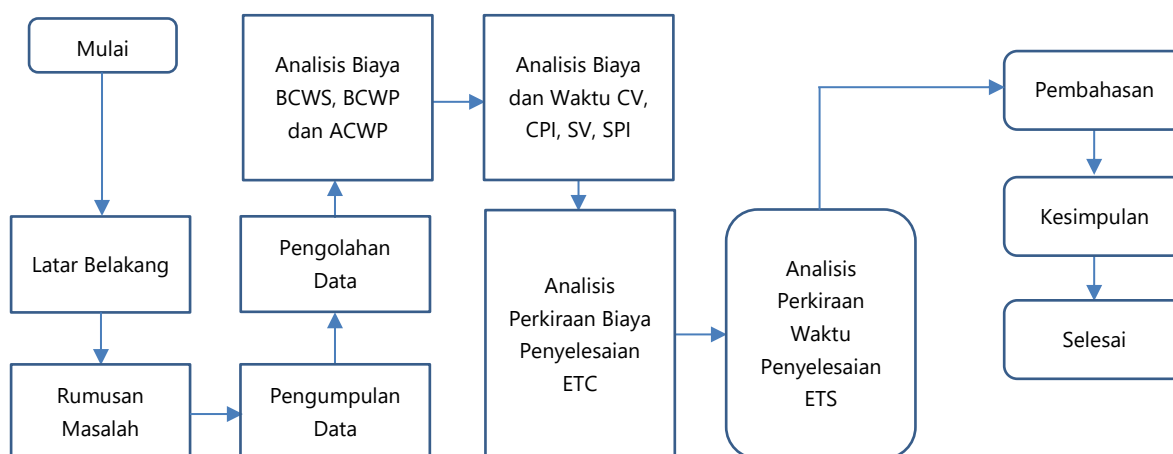 Mulai
Latar Belakang
Rumusan
Masalah
Pengumpulan
Data
Pengolahan
Data
Analisis Biaya
BCWS, BCWP
dan ACWP
Analisis Biaya
dan Waktu CV,
CPI, SV, SPI
Analisis
Perkiraan Biaya
Penyelesaian
ETC
Analisis
Perkiraan
Waktu
Penyelesaian
ETS
Pembahasan
Kesimpulan
Selesai